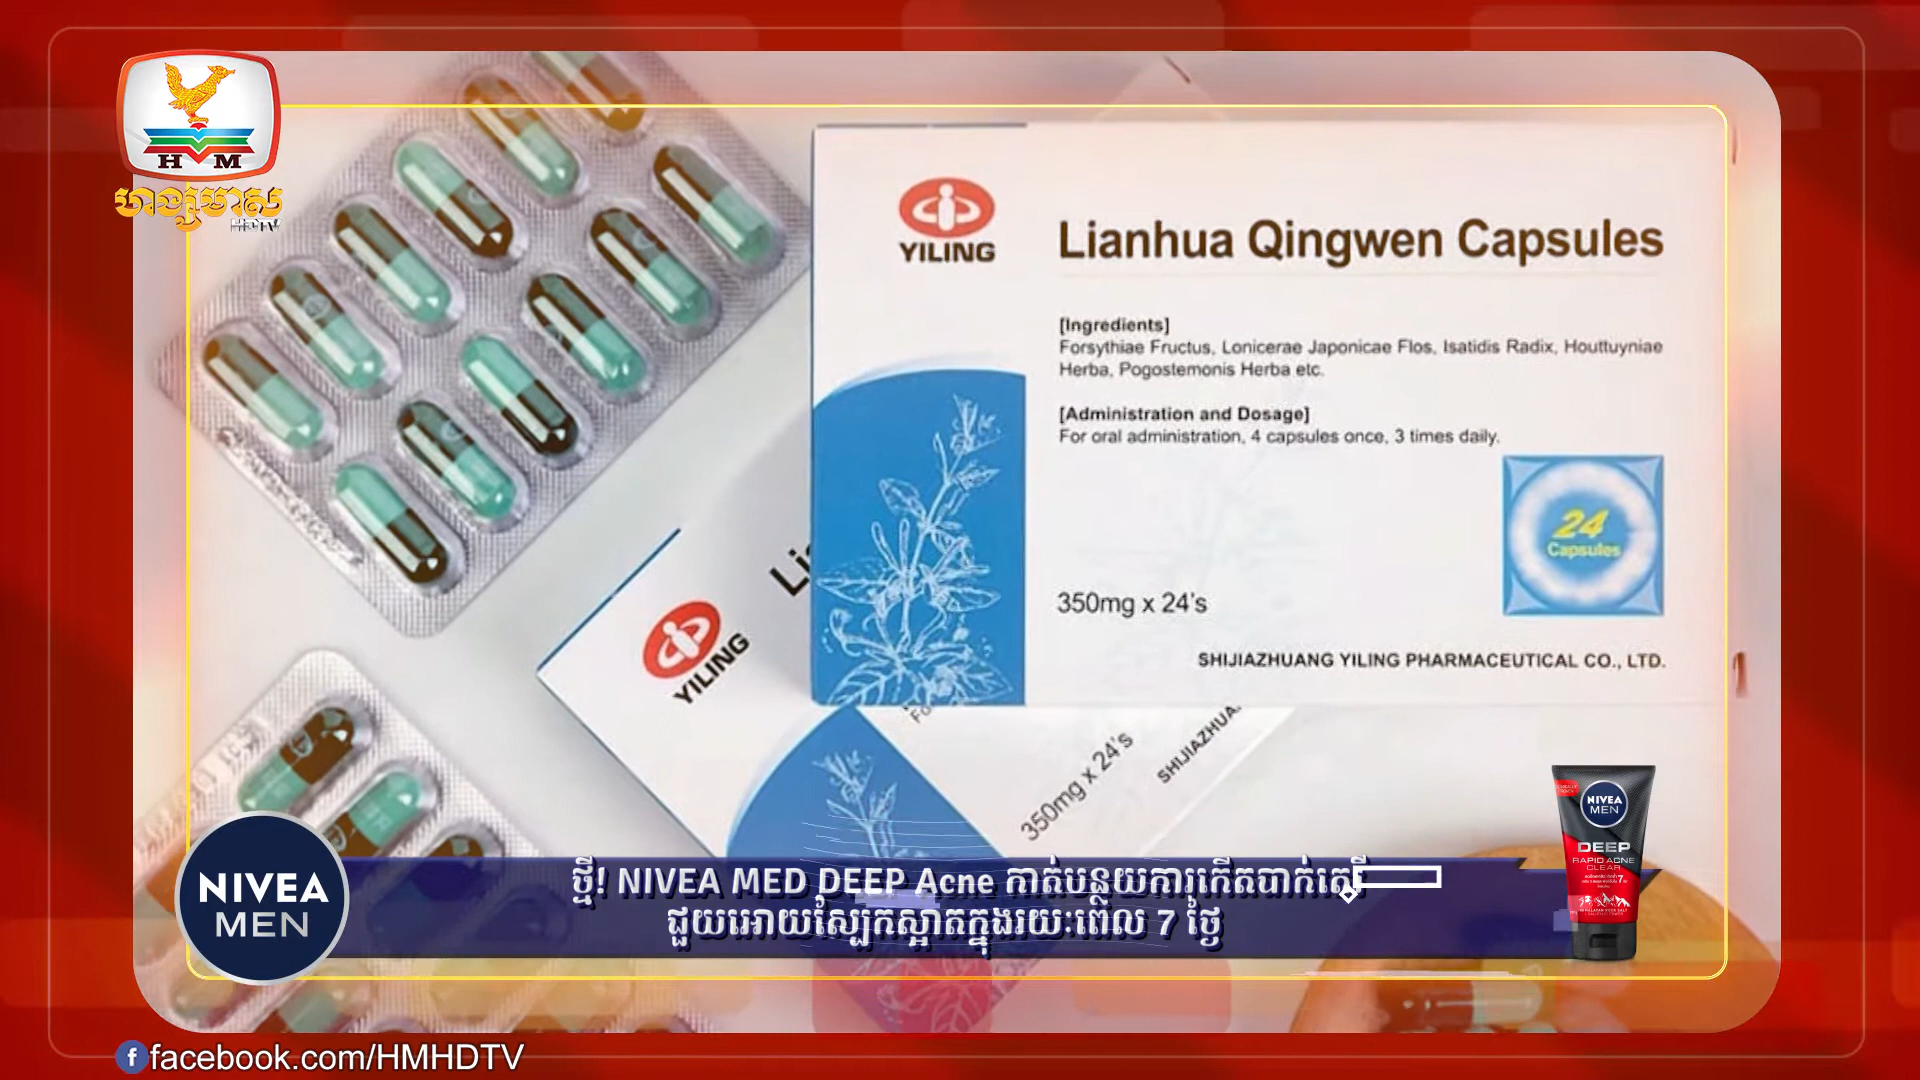 HM
ហង្សមាស
HDTV
YILING
Lianhua Qingwen Capsules
[Ingredients]
Forsythiae Fructus, Lonicerae Japonicae Flos, Isatidis Radix, Houttuyniae
Herba, Pogostemonis Herba etc.
[Administration and Dosage]
For oral administration, 4 capsules once, 3 times daily.
24
Capsules
350mg x 24's
SHIJIAZHUANG YILING PHARMACEUTICAL CO., LTD.
YILING
350mg x 24's
NIVEA
MEN
ថ្មី! NIVEA MED DEEP Acne កាត់បន្ថយការកើតបាក់តេរី
ជួយអោយស្បែកស្អាតក្នុងរយៈពេល 7 ថ្ងៃ
NIVEA
MEN
DEEP
RAPID ACNE
CLEAR
facebook.com/HMHDTV